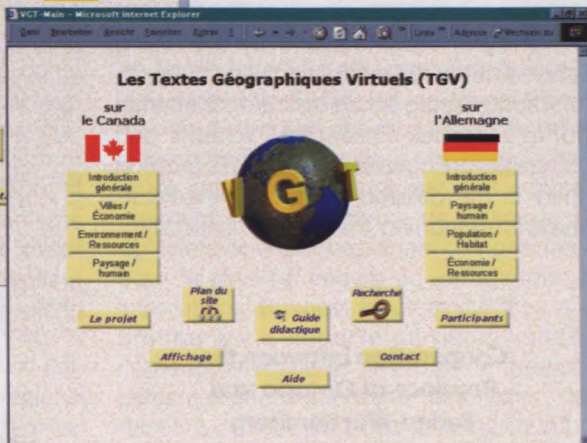 VGT-Main - Microsoft Internet Explorer
Datei Bearbeiten Ansicht Favoriten Extras ? Links Adresse Wechseln zu
Les Textes Géographiques Virtuels (TGV)
sur
le Canada
Introduction
générale
Villes /
Économie
Environnement /
Ressources
Paysage /
humain
V G T
sur
l'Allemagne
Introduction
générale
Paysage /
humain
Population /
Habitat
Économie /
Ressources
Le projet
Plan du
site
Guide
didactique
Recherche
Participants
Affichage
Contact
Aide